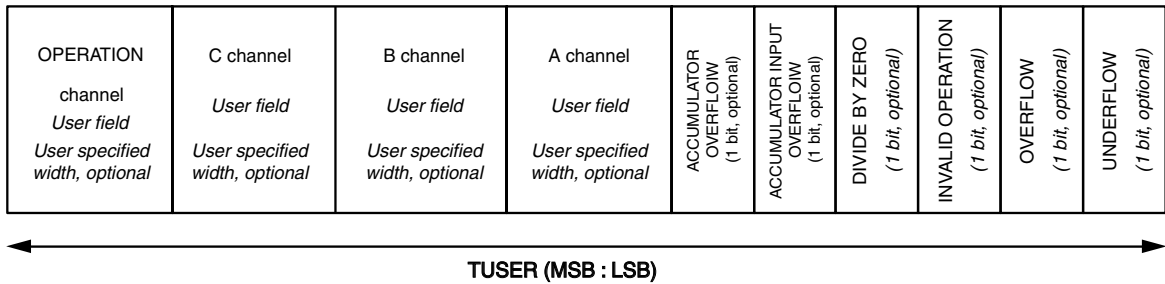 OPERATION
channel
User field
User specified
width, optional
C channel
User field
User specified
width, optional
B channel
User field
User specified
width, optional
A channel
User field
User specified
width, optional
ACCUMULATOR
OVERFLOIW
(1 bit, optional)
ACCUMULATOR INPUT
OVERFLOIW
(1 bit, optional)
DIVIDE BY ZERO
(1 bit, optional)
INVALID OPERATION
(1 bit, optional)
OVERFLOW
(1 bit, optional)
UNDERFLOW
(1 bit, optional)
TUSER (MSB : LSB)